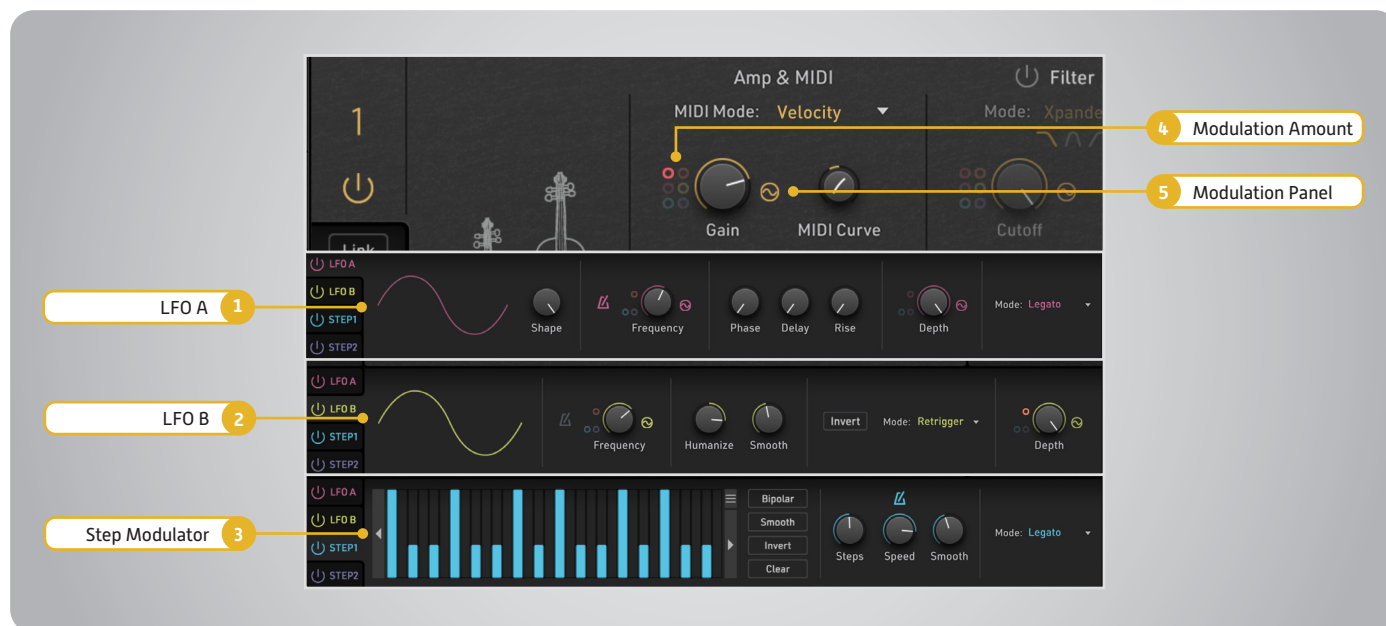 Amp & MIDI
Filter
1
MIDI Mode: Velocity
Mode: Xpande
4 Modulation Amount
5 Modulation Panel
Gain
MIDI Curve
Cutoff
Link
LFO A
LFO B
STEP1
STEP2
LFO A 1
Shape
Frequency
Phase
Delay
Rise
Depth
Mode: Legato
LFO A
LFO B
STEP1
STEP2
LFO B 2
Frequency
Humanize
Smooth
Invert
Mode: Retrigger
Depth
LFO A
LFO B
STEP1
STEP2
Step Modulator 3
Bipolar
Smooth
Invert
Clear
Steps
Speed
Smooth
Mode: Legato